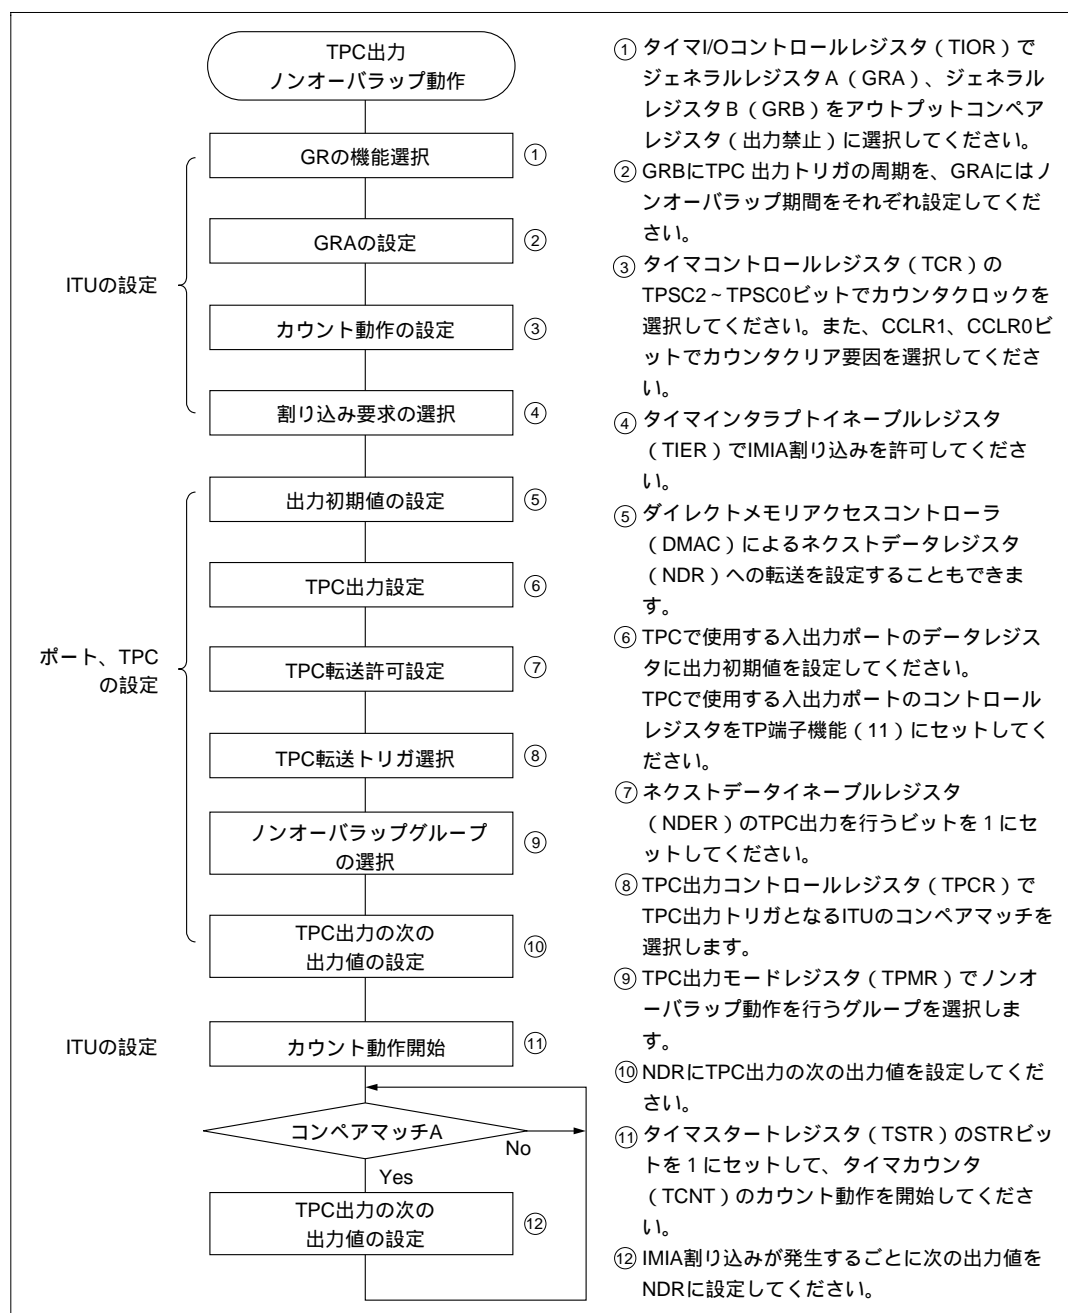 TPC出力
ノンオーバラップ動作
ITUの設定
GRの機能選択 ①
GRAの設定 ②
カウント動作の設定 ③
割り込み要求の選択 ④
ポート、TPC
の設定
出力初期値の設定 ⑤
TPC出力設定 ⑥
TPC転送許可設定 ⑦
TPC転送トリガ選択 ⑧
ノンオーバラップグループ
の選択 ⑨
TPC出力の次の
出力値の設定 ⑩
ITUの設定
カウント動作開始 ⑪
コンペアマッチA
No
Yes
TPC出力の次の
出力値の設定 ⑫
① タイマI/Oコントロールレジスタ(TIOR)で
ジェネラルレジスタA(GRA)、ジェネラル
レジスタB(GRB)をアウトプットコンペア
レジスタ(出力禁止)に選択してください。
② GRBにTPC 出力トリガの周期を、GRAにはノ
ンオーバラップ期間をそれぞれ設定してくだ
さい。
③ タイマコントロールレジスタ(TCR)の
TPSC2~TPSC0ビットでカウンタクロックを
選択してください。また、CCLR1、CCLR0ビ
ットでカウンタクリア要因を選択してくださ
い。
④ タイマインタラプトイネーブルレジスタ
(TIER)でIMIA割り込みを許可してくださ
い。
⑤ ダイレクトメモリアクセスコントローラ
(DMAC)によるネクストデータレジスタ
(NDR)への転送を設定することもできま
す。
⑥ TPCで使用する入出力ポートのデータレジス
タに出力初期値を設定してください。
TPCで使用する入出力ポートのコントロール
レジスタをTP端子機能(11)にセットしてく
ださい。
⑦ ネクストデータイネーブルレジスタ
(NDER)のTPC出力を行うビットを1にセ
ットしてください。
⑧ TPC出力コントロールレジスタ(TPCR)で
TPC出力トリガとなるITUのコンペアマッチを
選択します。
⑨ TPC出力モードレジスタ(TPMR)でノンオ
ーバラップ動作を行うグループを選択しま
す。
⑩ NDRにTPC出力の次の出力値を設定してくだ
さい。
⑪ タイマスタートレジスタ(TSTR)のSTRビッ
トを1にセットして、タイマカウンタ
(TCNT)のカウント動作を開始してくださ
い。
⑫ IMIA割り込みが発生するごとに次の出力値を
NDRに設定してください。